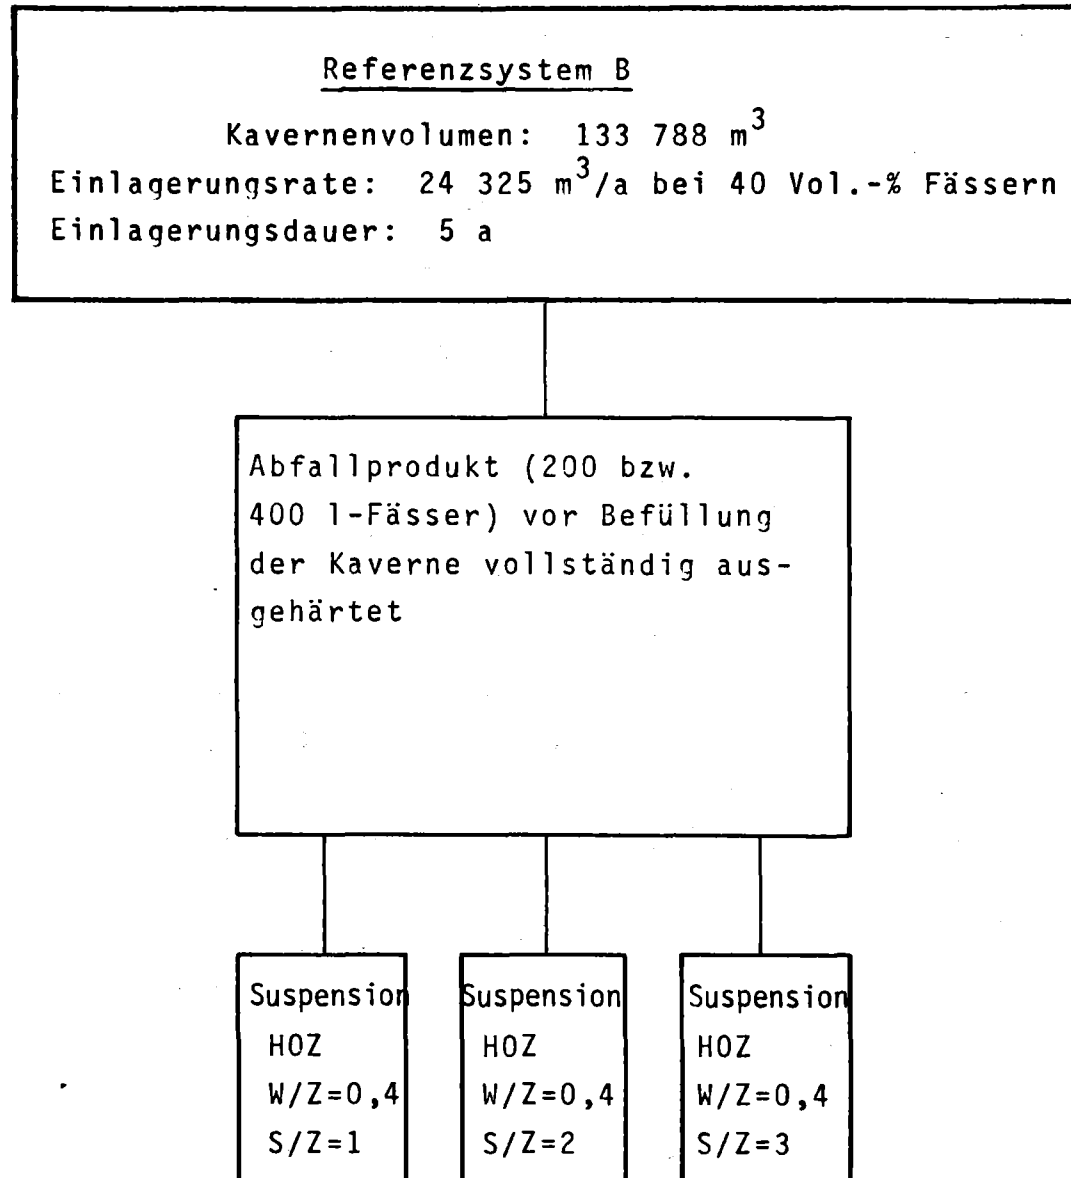 Referenzsystem B
Kavernenvolumen: 133 788 m³
Einlagerungsrate: 24 325 m³/a bei 40 Vol.-% Fässern
Einlagerungsdauer: 5 a
Abfallprodukt (200 bzw.
400 l-Fässer) vor Befüllung
der Kaverne vollständig aus-
gehärtet
Suspension
HOZ
W/Z=0,4
S/Z=1
Suspension
HOZ
W/Z=0,4
S/Z=2
Suspension
HOZ
W/Z=0,4
S/Z=3